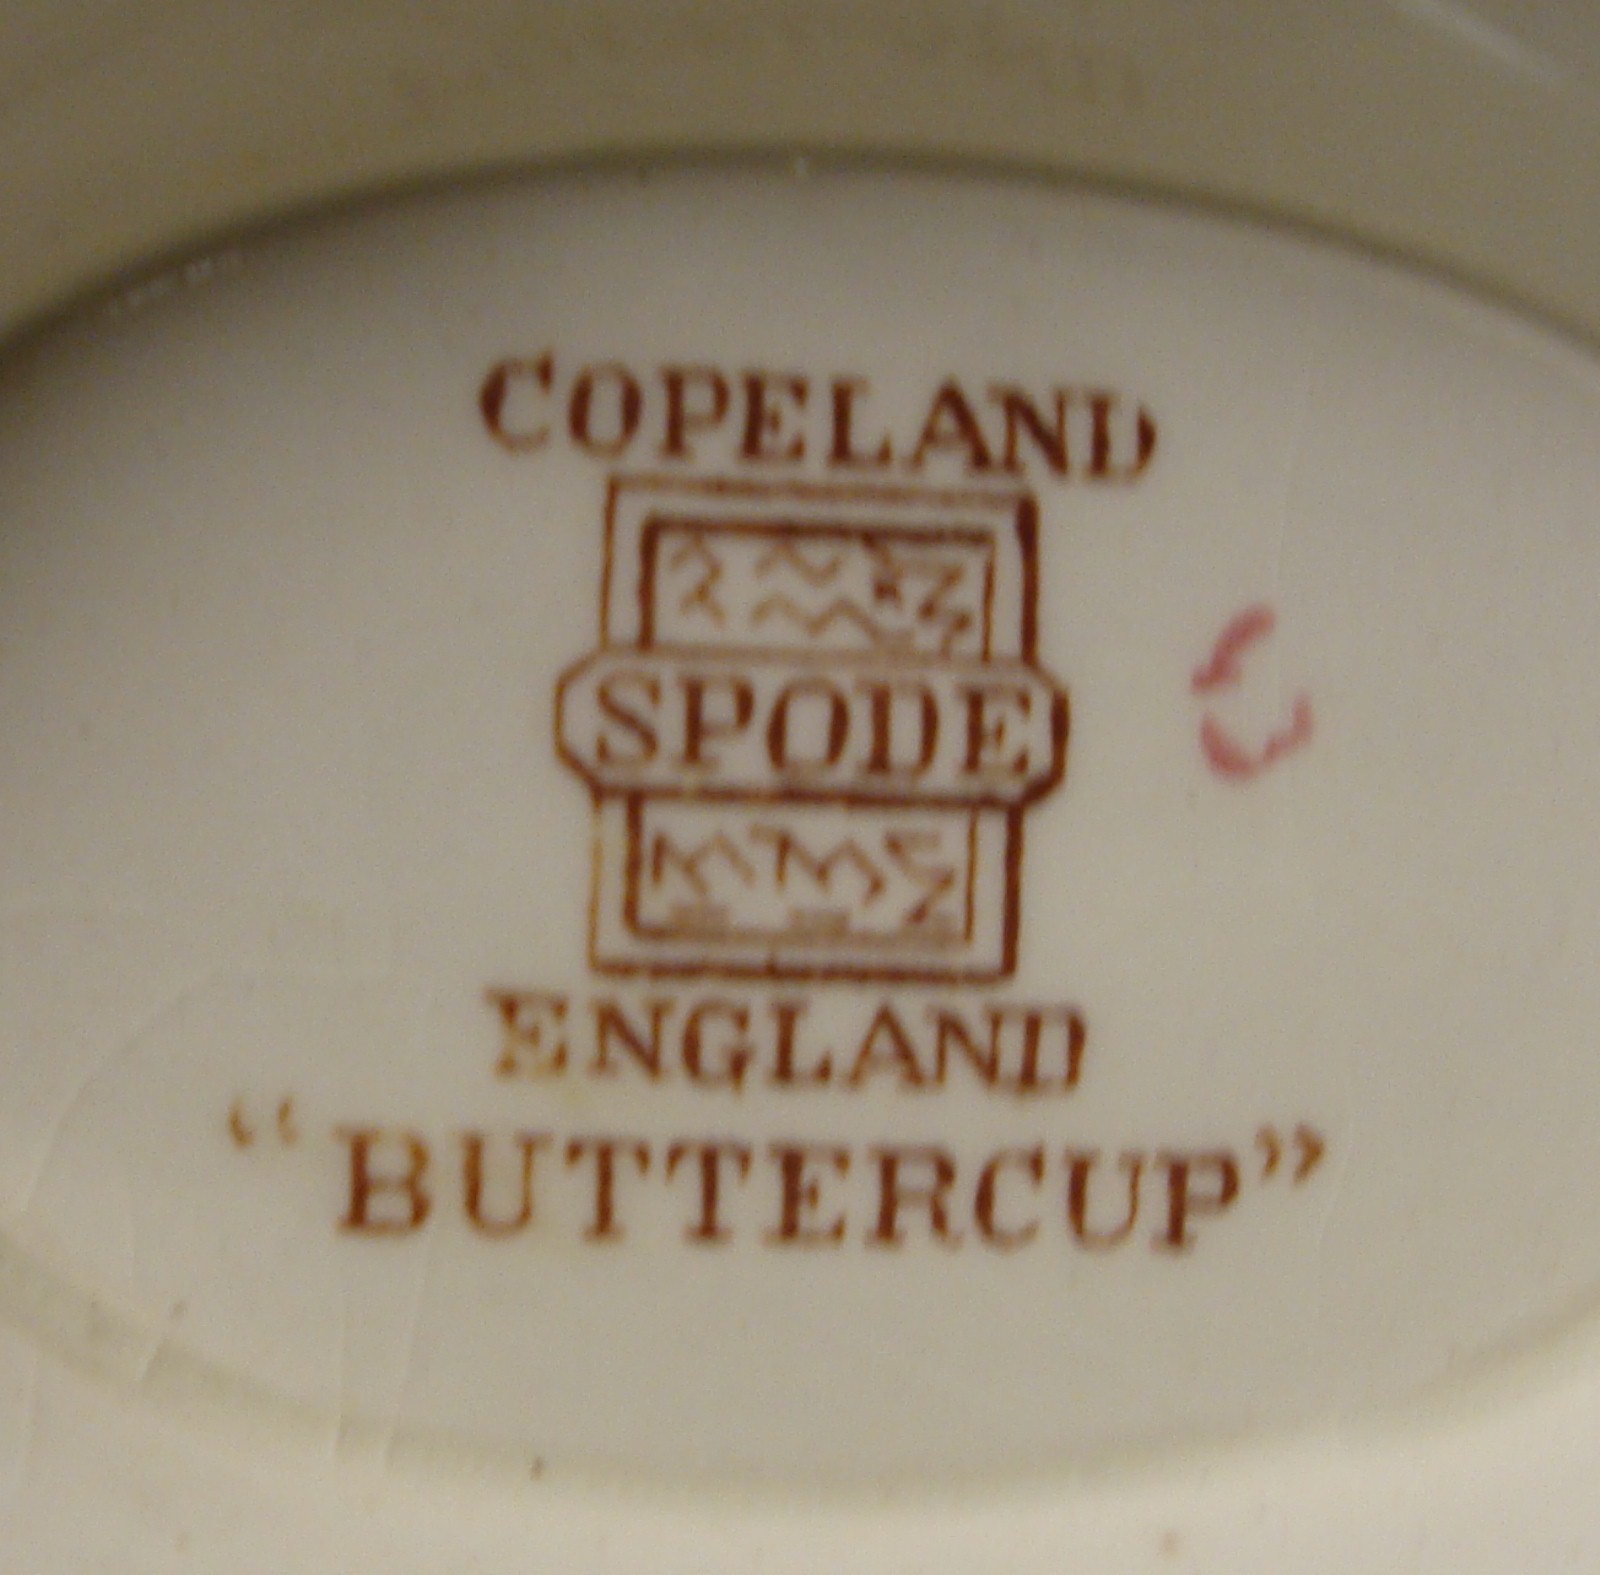 COPELAND
SPODE
ENGLAND
“BUTTERCUP”